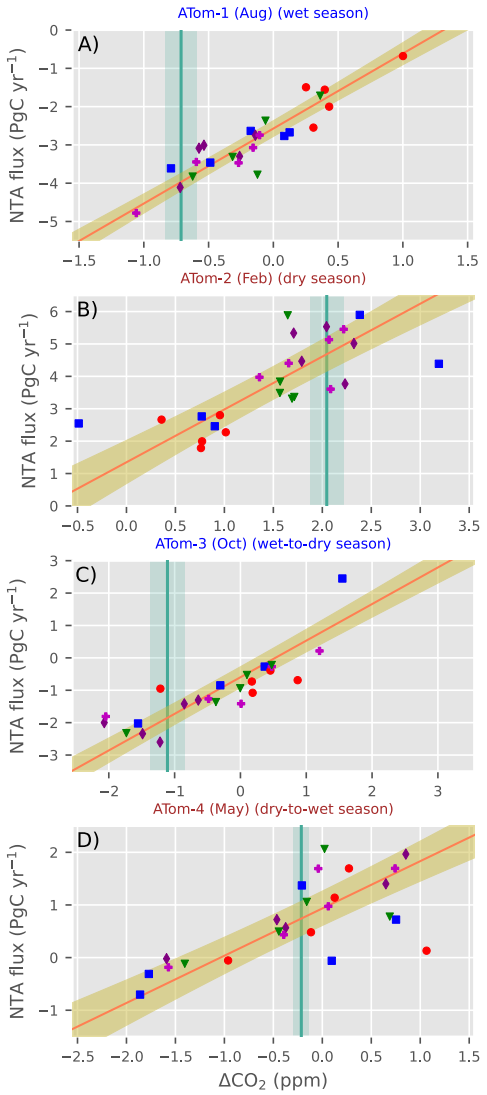 ATom-1 (Aug) (wet season)
A)
NTA flux (PgC yr⁻¹)
0
−1
−2
−3
−4
−5
−1.5 −1.0 −0.5 0.0 0.5 1.0 1.5
ATom-2 (Feb) (dry season)
B)
NTA flux (PgC yr⁻¹)
6
5
4
3
2
1
0
−0.5 0.0 0.5 1.0 1.5 2.0 2.5 3.0 3.5
ATom-3 (Oct) (wet-to-dry season)
C)
NTA flux (PgC yr⁻¹)
3
2
1
0
−1
−2
−3
−2 −1 0 1 2 3
ATom-4 (May) (dry-to-wet season)
D)
NTA flux (PgC yr⁻¹)
2
1
0
−1
−2.5 −2.0 −1.5 −1.0 −0.5 0.0 0.5 1.0 1.5
ΔCO₂ (ppm)